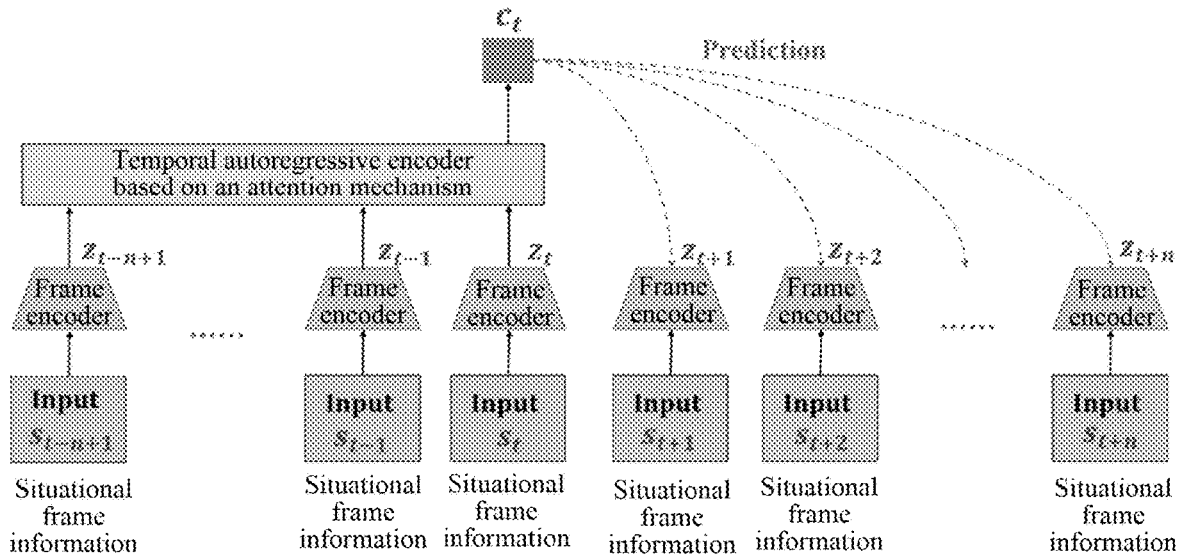 C_t
Prediction
Temporal autoregressive encoder
based on an attention mechanism
Z_{t-n+1} Z_{t-1} Z_t Z_{t+1} Z_{t+2} Z_{t+n}
Frame encoder
Frame encoder
Frame encoder
Frame encoder
Frame encoder
Frame encoder
...... ......
Input S_{t-n+1}
Input S_{t-1}
Input S_t
Input S_{t+1}
Input S_{t+2}
Input S_{t+n}
Situational
frame
information
Situational
frame
information
Situational
frame
information
Situational
frame
information
Situational
frame
information
Situational
frame
information